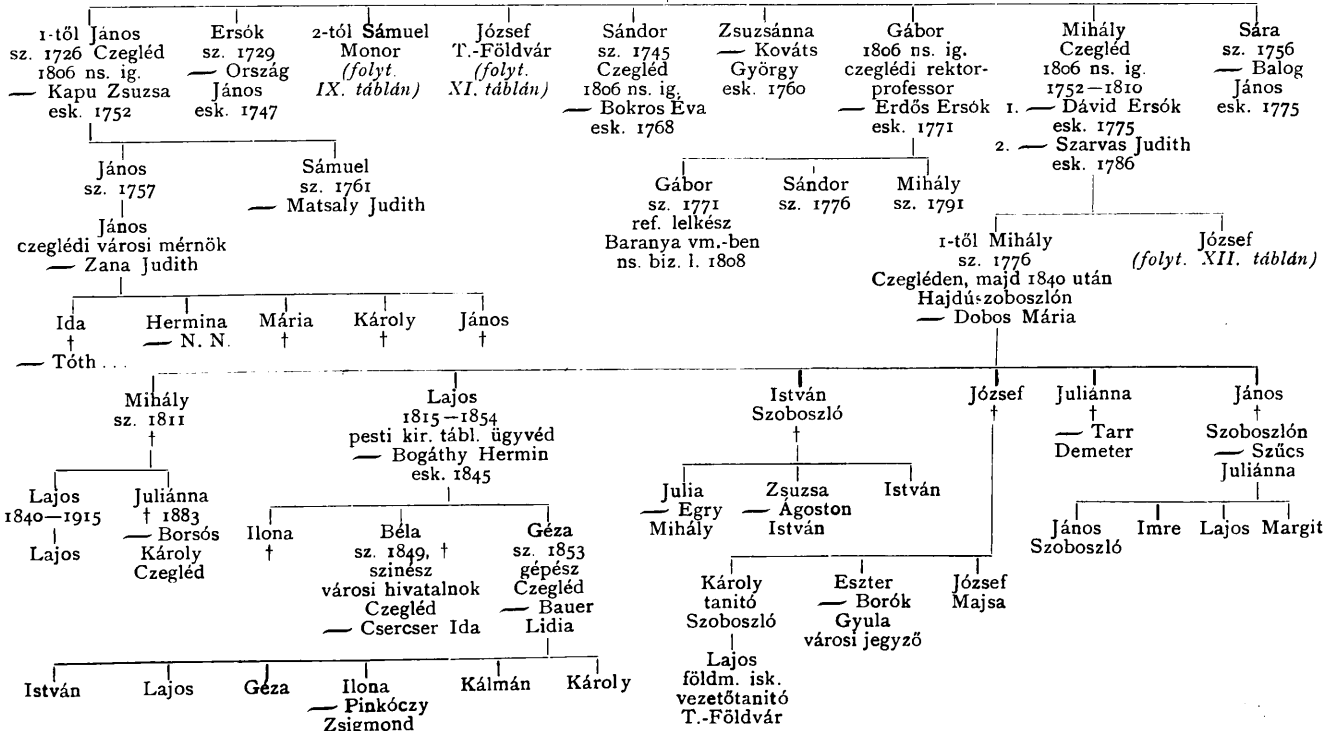 1-től János
sz. 1726 Czegléd
1806 ns. ig.
— Kapu Zsuzsa
esk. 1752
Ersók
sz. 1729
— Ország
János
esk. 1747
2-tól Sámuel
Monor
(folyt.
IX. táblán)
József
T.-Földvár
(folyt.
XI. táblán)
Sándor
sz. 1745
Czegléd
1806 ns. ig.
— Bokros Éva
esk. 1768
Zsuzsánna
— Kováts
György
esk. 1760
Gábor
1806 ns. ig.
czeglédi rektor-
professor
— Erdős Ersók
esk. 1771
Mihály
Czegléd
1806 ns. ig.
1752—1810
1. — Dávid Ersók
esk. 1775
2. — Szarvas Judith
esk. 1786
Sára
sz. 1756
— Balog
János
esk. 1775
János
sz. 1757
Sámuel
sz. 1761
— Matsaly Judith
Gábor
sz. 1771
ref. lelkész
Baranya vm.-ben
ns. biz. l. 1808
Sándor
sz. 1776
Mihály
sz. 1791
János
czeglédi városi mérnök
— Zana Judith
1-től Mihály
sz. 1776
Czegléden, majd 1840 után
Hajdúszoboszlón
— Dobos Mária
József
(folyt. XII. táblán)
Ida
†
— Tóth ...
Hermina
— N. N.
Mária
†
Károly
†
János
†
Mihály
sz. 1811
†
Lajos
1815—1854
pesti kir. tábl. ügyvéd
— Bogáthy Hermin
esk. 1845
István
Szoboszló
†
József
†
Juliánna
†
— Tarr
Demeter
János
†
Szoboszlón
— Szűcs
Juliánna
Lajos
1840—1915
Juliánna
† 1883
— Borsós
Károly
Czegléd
Lajos
Ilona
†
Béla
sz. 1849, †
szinész
városi hivatalnok
Czegléd
— Csercser Ida
Géza
sz. 1853
gépész
Czegléd
— Bauer
Lidia
Julia
— Egry
Mihály
Zsuzsa
— Ágoston
István
István
János
Szoboszló
Imre
Lajos
Margit
Károly
tanitó
Szoboszló
Eszter
— Borók
Gyula
városi jegyző
József
Majsa
Lajos
földm. isk.
vezetőtanitó
T.-Földvár
István
Lajos
Géza
Ilona
— Pinkóczy
Zsigmond
Kálmán
Károly